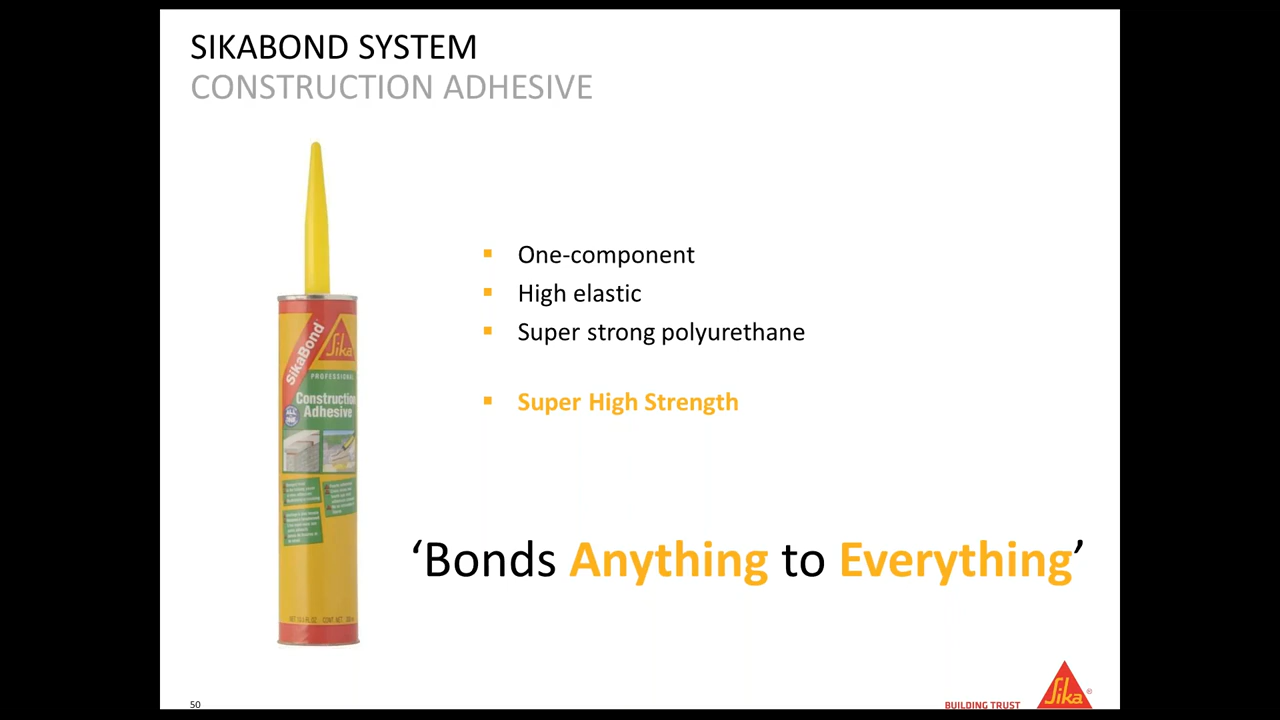 SIKABOND SYSTEM
CONSTRUCTION ADHESIVE
▪ One-component
▪ High elastic
▪ Super strong polyurethane
▪ Super High Strength
SikaBond
Sika
PROFESSIONAL
Construction
Adhesive
‘Bonds Anything to Everything’
50
BUILDING TRUST
Sika®